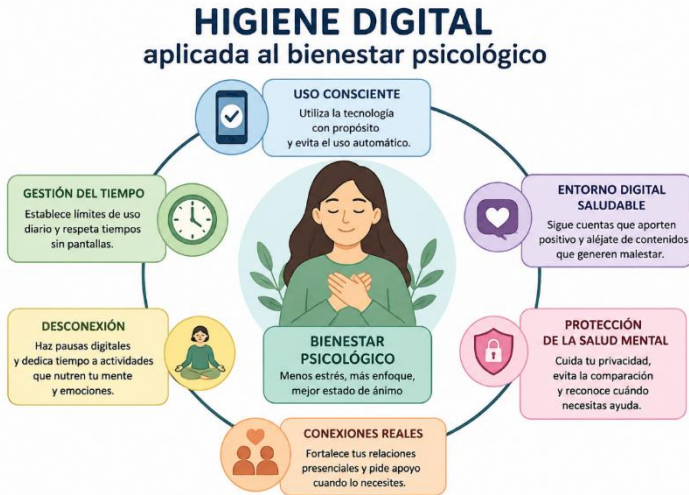 HIGIENE DIGITAL
aplicada al bienestar psicológico
USO CONSCIENTE
Utiliza la tecnología
con propósito
y evita el uso automático.
GESTIÓN DEL TIEMPO
Establece límites de uso
diario y respeta tiempos
sin pantallas.
ENTORNO DIGITAL
SALUDABLE
Sigue cuentas que aporten
positivo y aléjate de contenidos
que generen malestar.
DESCONEXIÓN
Haz pausas digitales
y dedica tiempo a actividades
que nutren tu mente
y emociones.
BIENESTAR
PSICOLÓGICO
Menos estrés, más enfoque,
mejor estado de ánimo
PROTECCIÓN
DE LA SALUD MENTAL
Cuida tu privacidad,
evita la comparación
y reconoce cuándo
necesitas ayuda.
CONEXIONES REALES
Fortalece tus relaciones
presenciales y pide apoyo
cuando lo necesites.